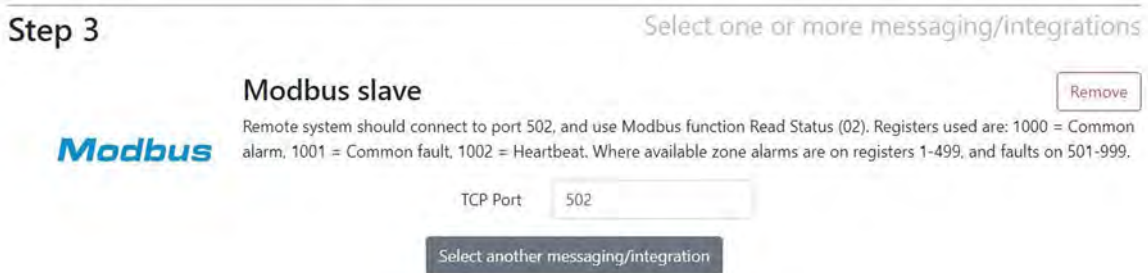 Step 3
Select one or more messaging/integrations
Modbus slave
Remove
Modbus
Remote system should connect to port 502, and use Modbus function Read Status (02). Registers used are: 1000 = Common
alarm, 1001 = Common fault, 1002 = Heartbeat. Where available zone alarms are on registers 1-499, and faults on 501-999.
TCP Port
502
Select another messaging/integration